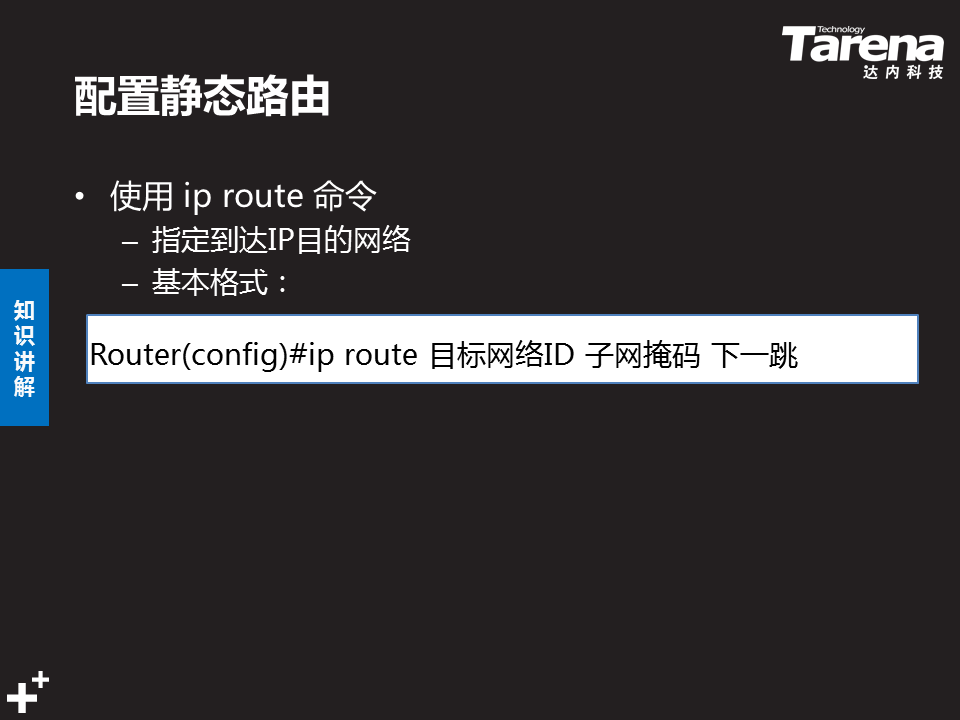 Technology
Tarena
达内科技
配置静态路由
• 使用 ip route 命令
– 指定到达IP目的网络
– 基本格式：
知识讲解
Router(config)#ip route 目标网络ID 子网掩码 下一跳